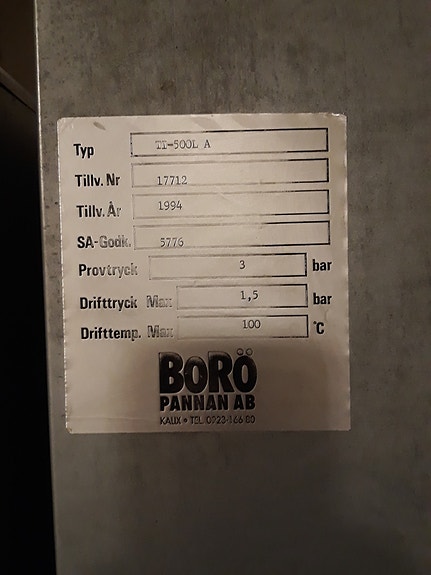 Typ TI-500L A
Tillv. Nr 17712
Tillv. År 1994
SA-Godk. 5776
Provtryck 3 bar
Drifttryck Max 1,5 bar
Drifttemp. Max 100 °C
BORÖ
PANNAN AB
KALIX • TEL. 0923-166 80